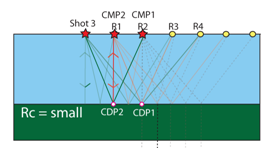 CMP2 CMP1
Shot 3 R1 R2 R3 R4
Rc = small
CDP2 CDP1